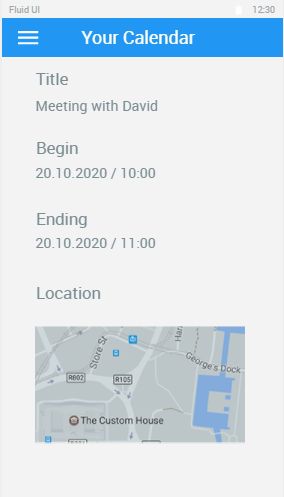 Fluid UI
12:30
Your Calendar
Title
Meeting with David
Begin
20.10.2020 / 10:00
Ending
20.10.2020 / 11:00
Location
Store St
George's Dock
R802
R105
The Custom House